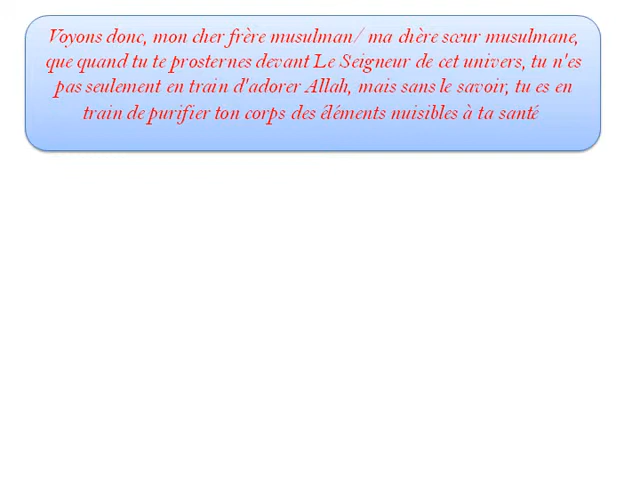 Voyons donc, mon cher frère musulman/ ma chère sœur musulmane,
que quand tu te prosternes devant Le Seigneur de cet univers, tu n'es
pas seulement en train d'adorer Allah, mais sans le savoir, tu es en
train de purifier ton corps des éléments nuisibles à ta santé